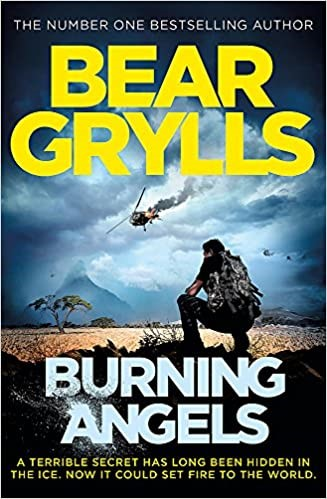 THE NUMBER ONE BESTSELLING AUTHOR
BEAR
GRYLLS
BURNING
ANGELS
A TERRIBLE SECRET HAS LONG BEEN HIDDEN IN
THE ICE. NOW IT COULD SET FIRE TO THE WORLD.